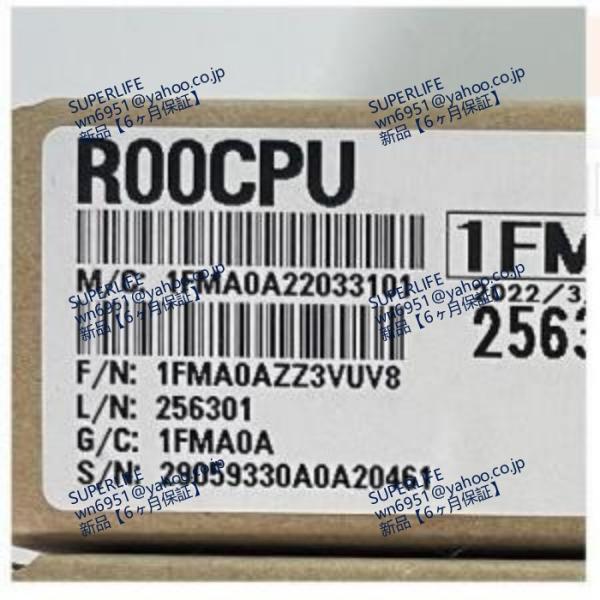 SUPERLIFE
wn6951@yahoo.co.jp
新品【6ヶ月保証】
SUPERLIFE
wn6951@yahoo.co.jp
新品【6ヶ月保証】
R00CPU
1FM
M/C: 1FMA0A22033101
2022/3
2563
F/N: 1FMA0AZZ3VUV8
SUPERLIFE
wn6951@yahoo.co.jp
新品【6ヶ月保証】
SUPERLIFE
wn6951@yahoo.co.jp
新品【6ヶ月保証】
L/N: 256301
G/C: 1FMA0A
S/N: 29059330A0A20461
SUPERLIFE
wn6951@yahoo.co.jp
新品【6ヶ月保証】
SUPERLIFE
wn6951@yahoo.co.jp
新品【6ヶ月保証】